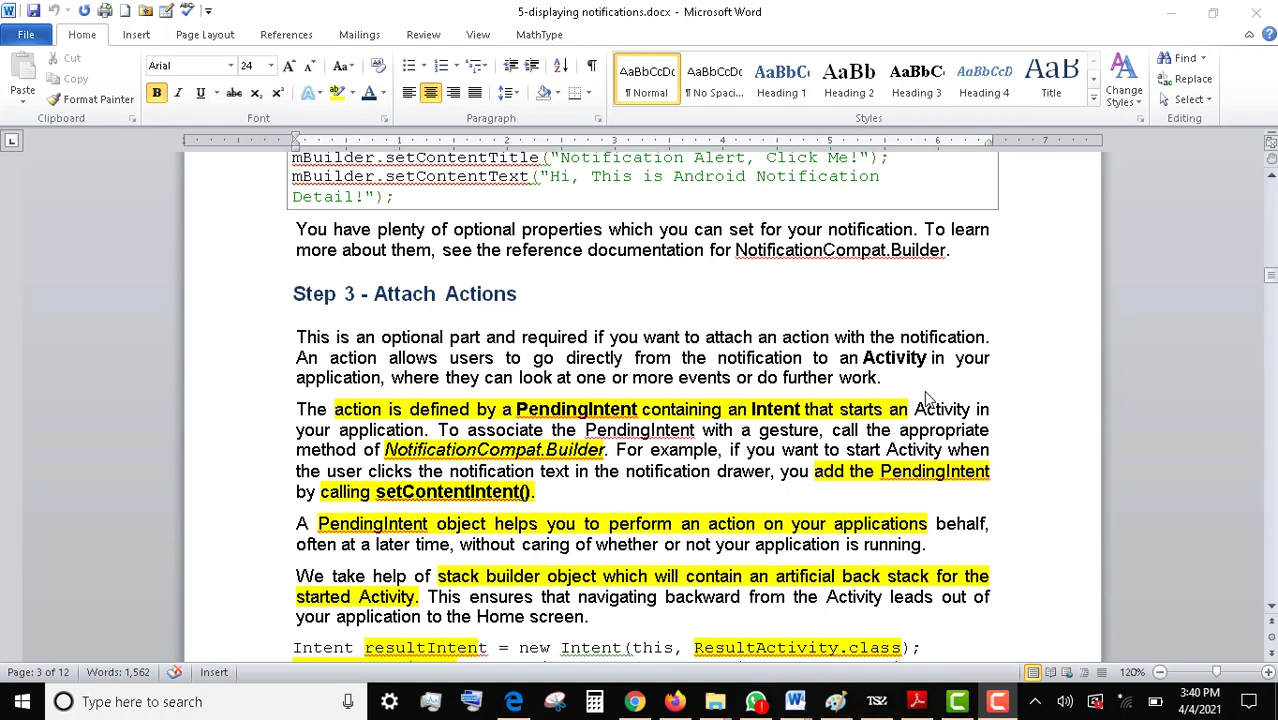 5-displaying notifications.docx - Microsoft Word
File Home Insert Page Layout References Mailings Review View MathType
Paste
Cut
Copy
Format Painter
Clipboard
Arial 24
Font
Paragraph
AaBbCcDc AaBbCcDc AaBbCc AaBb AaBbCc AaBbCcDc AaB
¶ Normal ¶ No Spaci... Heading 1 Heading 2 Heading 3 Heading 4 Title
Styles
Change Styles
Find
Replace
Select
Editing
1 2 3 4 5 6 7
mBuilder.setContentTitle("Notification Alert, Click Me!");
mBuilder.setContentText("Hi, This is Android Notification
Detail!");
You have plenty of optional properties which you can set for your notification. To learn
more about them, see the reference documentation for NotificationCompat.Builder.
Step 3 - Attach Actions
This is an optional part and required if you want to attach an action with the notification.
An action allows users to go directly from the notification to an Activity in your
application, where they can look at one or more events or do further work.
The action is defined by a PendingIntent containing an Intent that starts an Activity in
your application. To associate the PendingIntent with a gesture, call the appropriate
method of NotificationCompat.Builder. For example, if you want to start Activity when
the user clicks the notification text in the notification drawer, you add the PendingIntent
by calling setContentIntent().
A PendingIntent object helps you to perform an action on your applications behalf,
often at a later time, without caring of whether or not your application is running.
We take help of stack builder object which will contain an artificial back stack for the
started Activity. This ensures that navigating backward from the Activity leads out of
your application to the Home screen.
Intent resultIntent = new Intent(this, ResultActivity.class);
Page: 3 of 12 Words: 1,562 Insert 120%
Type here to search
3:40 PM
4/4/2021